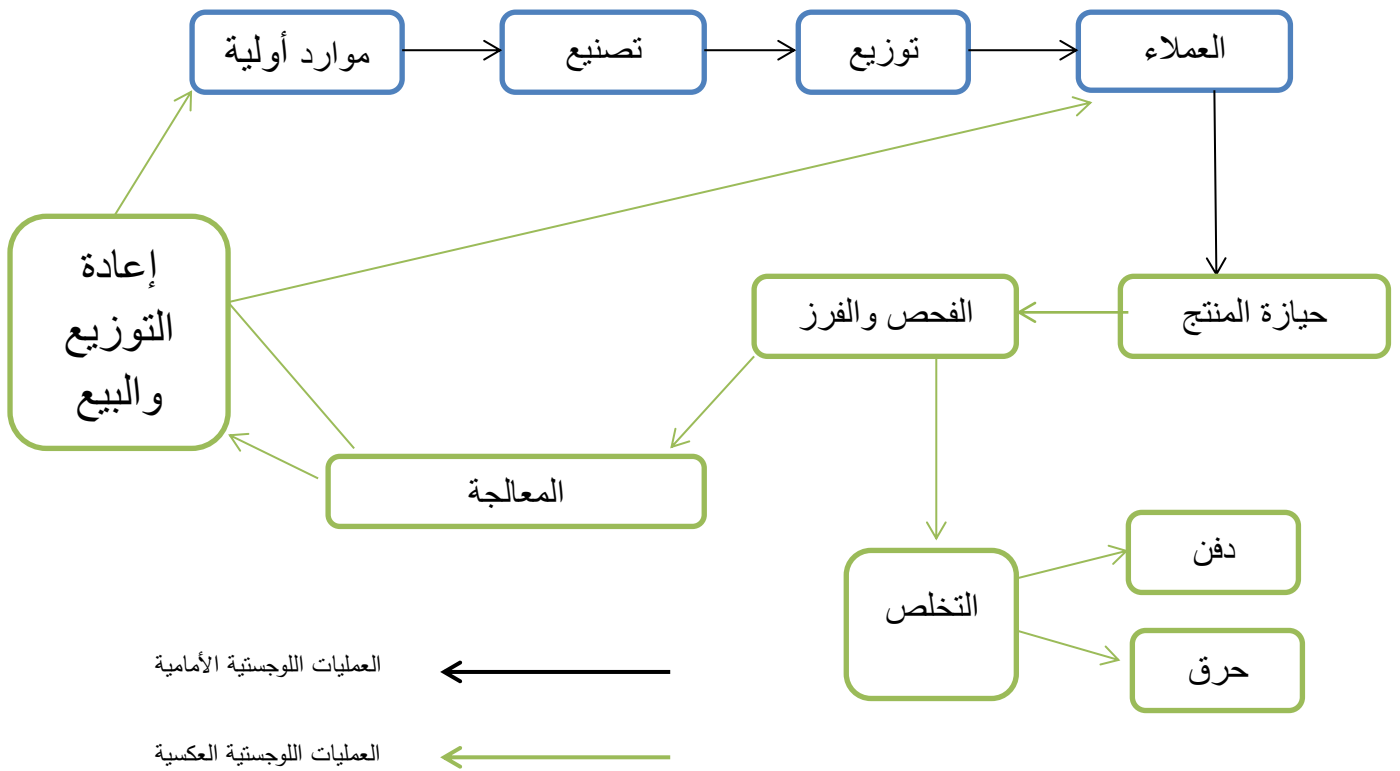 موارد أولية
تصنيع
توزيع
العملاء
إعادة
التوزيع
والبيع
الفحص والفرز
حيازة المنتج
المعالجة
دفن
التخلص
حرق
العمليات اللوجستية الأمامية
العمليات اللوجستية العكسية